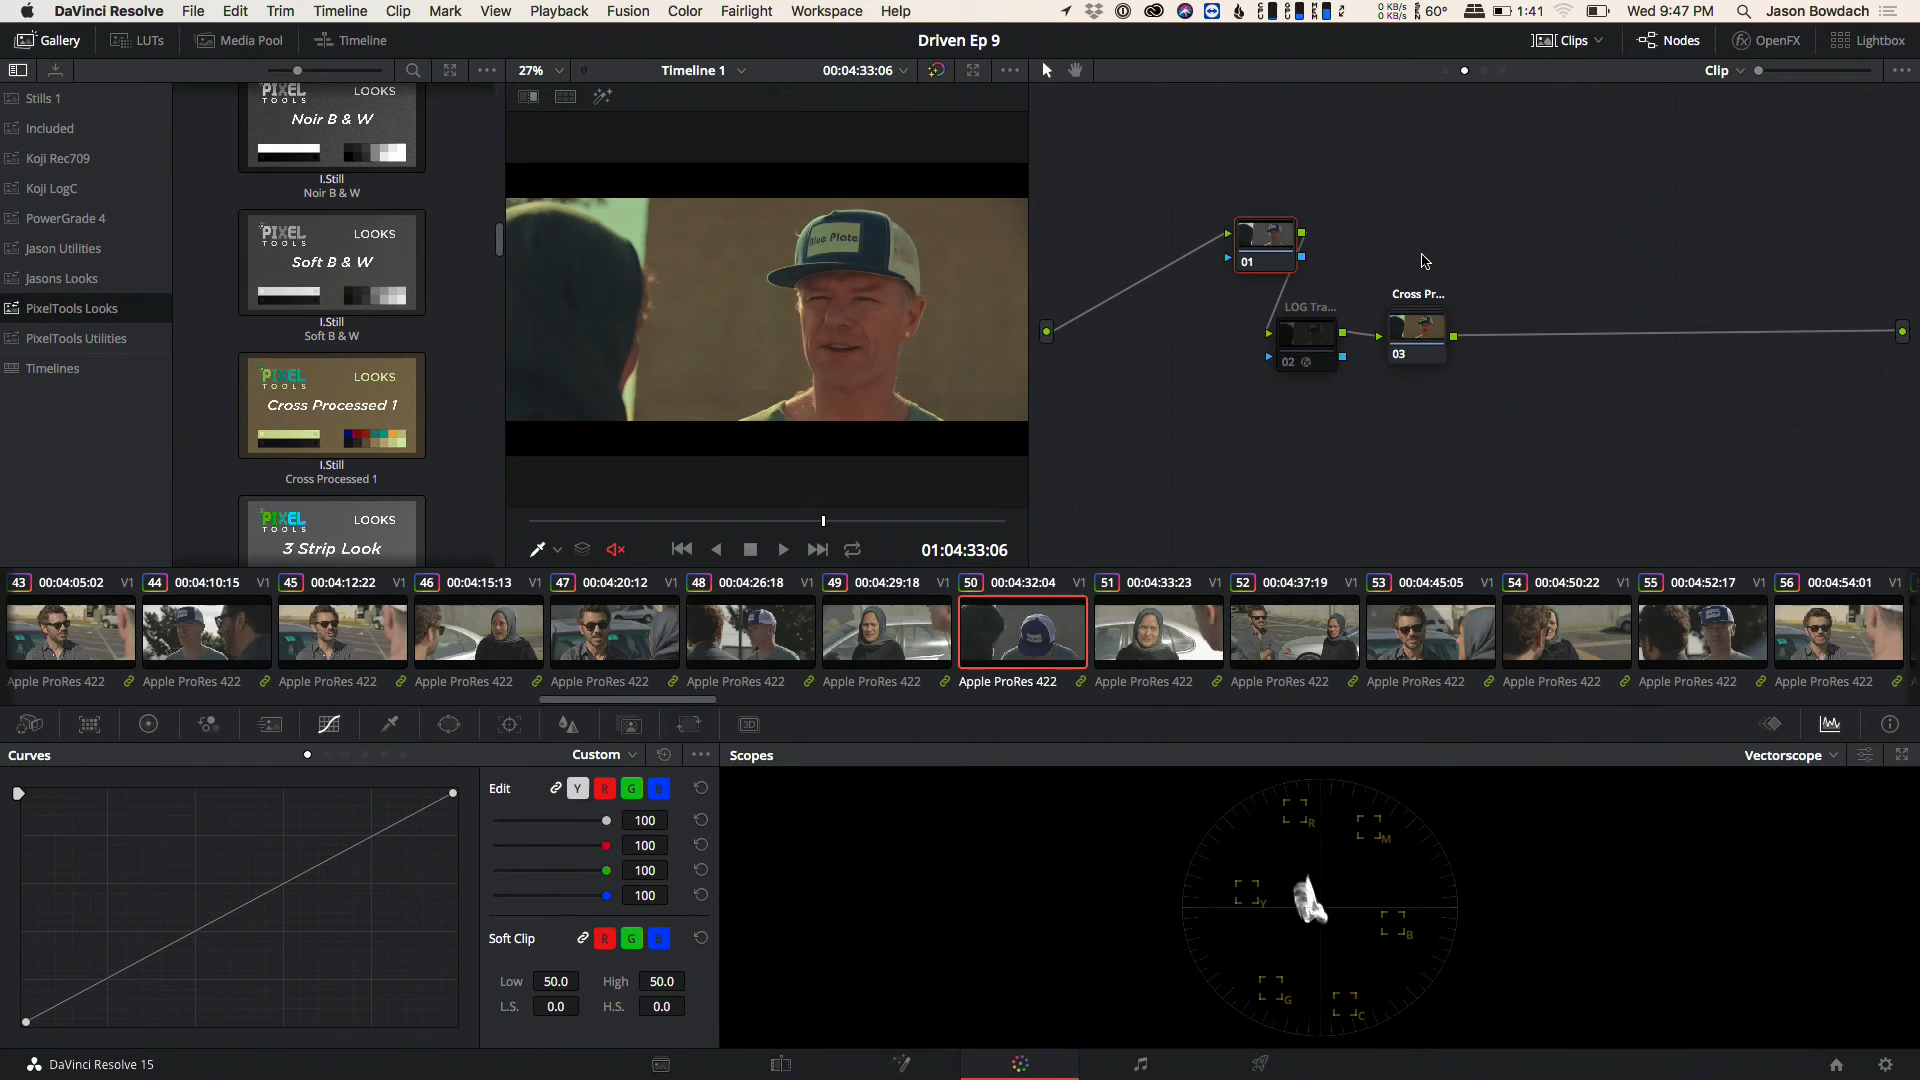 DaVinci Resolve File Edit Trim Timeline Clip Mark View Playback Fusion Color Fairlight Workspace Help
0 KB/s
0 KB/s
60° 1:41 Wed 9:47 PM Jason Bowdach
Gallery LUTs Media Pool Timeline Driven Ep 9 Clips Nodes OpenFX Lightbox
27% Timeline 1 00:04:33:06 Clip
Stills 1
Included
Koji Rec709
Koji LogC
PowerGrade 4
Jason Utilities
Jasons Looks
PixelTools Looks
PixelTools Utilities
Timelines
PIXEL TOOLS LOOKS
Noir B & W
I.Still
Noir B & W
PIXEL TOOLS LOOKS
Soft B & W
I.Still
Soft B & W
PIXEL TOOLS LOOKS
Cross Processed 1
I.Still
Cross Processed 1
PIXEL TOOLS LOOKS
3 Strip Look
Blue Plate
01:04:33:06
01
LOG Tra...
02
Cross Pr...
03
43 00:04:05:02 V1 44 00:04:10:15 V1 45 00:04:12:22 V1 46 00:04:15:13 V1 47 00:04:20:12 V1 48 00:04:26:18 V1 49 00:04:29:18 V1 50 00:04:32:04 V1 51 00:04:33:23 V1 52 00:04:37:19 V1 53 00:04:45:05 V1 54 00:04:50:22 V1 55 00:04:52:17 V1 56 00:04:54:01 V1
Apple ProRes 422 Apple ProRes 422 Apple ProRes 422 Apple ProRes 422 Apple ProRes 422 Apple ProRes 422 Apple ProRes 422 Apple ProRes 422 Apple ProRes 422 Apple ProRes 422 Apple ProRes 422 Apple ProRes 422 Apple ProRes 422 Apple ProRes 422
3D
Curves Custom Scopes Vectorscope
Edit Y R G B
100
100
100
100
Soft Clip R G B
Low 50.0 High 50.0
L.S. 0.0 H.S. 0.0
R
M
Y
B
G
C
DaVinci Resolve 15